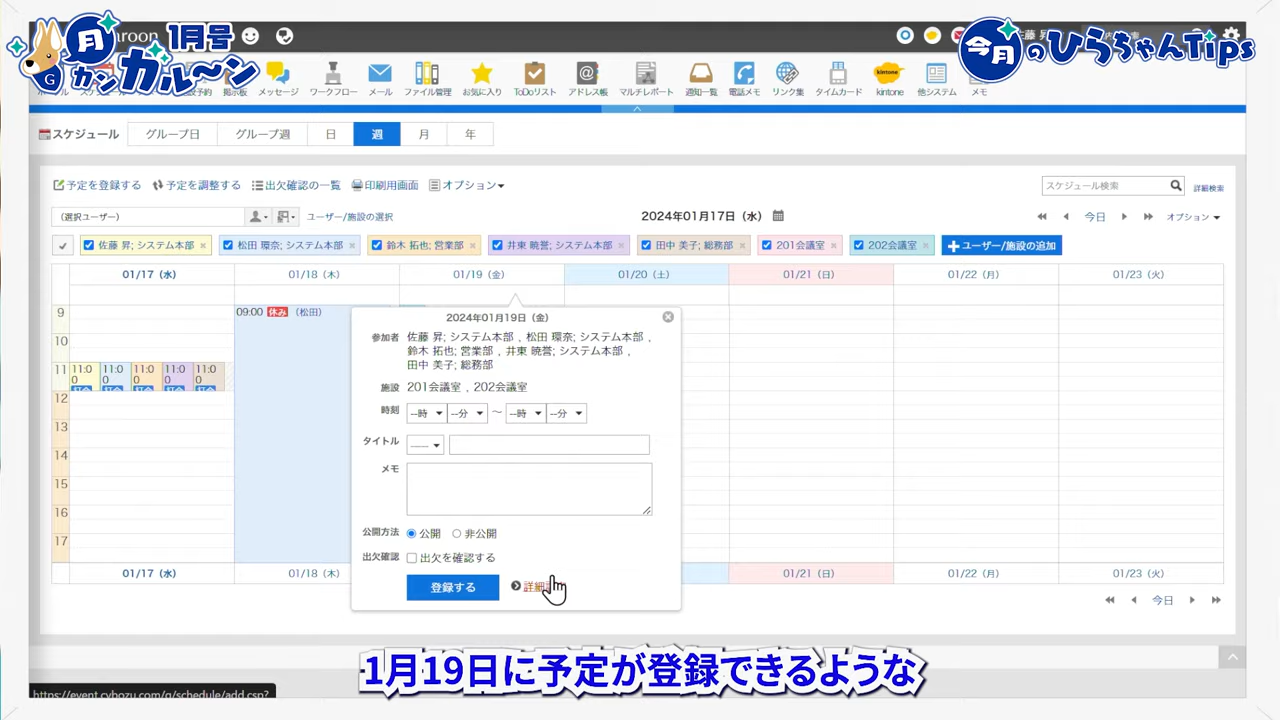 1月号
月
G
カンガル〜ン
今月のひらちゃんTips
aroon
メッセージ
ワークフロー
メール
ファイル管理
お気に入り
ToDoリスト
アドレス帳
マルチレポート
通知一覧
電話メモ
リンク集
タイムカード
kintone
他システム
メモ
スケジュール
グループ日
グループ週
日
週
月
年
予定を登録する
予定を調整する
出欠確認の一覧
印刷用画面
オプション
スケジュール検索
詳細検索
(選択ユーザー)
ユーザー/施設の選択
2024年01月17日(水)
今日
オプション
佐藤 昇; システム本部
松田 環奈; システム本部
鈴木 拓也; 営業部
井東 暁誉; システム本部
田中 美子; 総務部
201会議室
202会議室
ユーザー/施設の追加
01/17 (水) 01/18 (木) 01/19 (金) 01/20 (土) 01/21 (日) 01/22 (月) 01/23 (火)
9
09:00 休み (松田)
10
11
11:00 11:00 11:00 11:00 11:00
12
13
14
15
16
17
2024年01月19日(金)
参加者
佐藤 昇; システム本部 , 松田 環奈; システム本部 ,
鈴木 拓也; 営業部 , 井東 暁誉; システム本部 ,
田中 美子; 総務部
施設
201会議室 , 202会議室
時刻
--時 --分 ～ --時 --分
タイトル
メモ
公開方法
公開 非公開
出欠確認
出欠を確認する
登録する
詳細
01/17 (水) 01/18 (木) 01/21 (日) 01/22 (月) 01/23 (火)
今日
1月19日に予定が登録できるような
https://event.cybozu.com/g/schedule/add.csp?